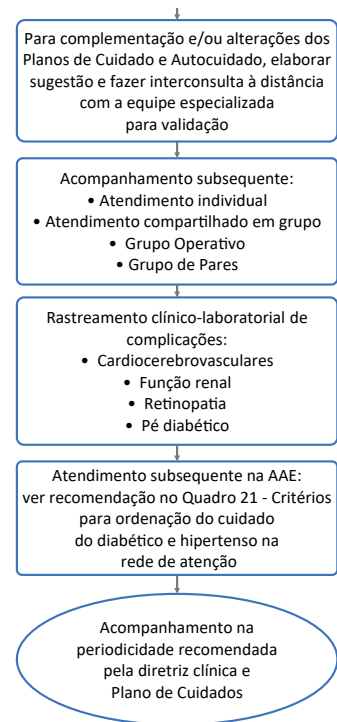 Para complementação e/ou alterações dos
Planos de Cuidado e Autocuidado, elaborar
sugestão e fazer interconsulta à distância
com a equipe especializada
para validação
Acompanhamento subsequente:
• Atendimento individual
• Atendimento compartilhado em grupo
• Grupo Operativo
• Grupo de Pares
Rastreamento clínico-laboratorial de
complicações:
• Cardiocerebrovasculares
• Função renal
• Retinopatia
• Pé diabético
Atendimento subsequente na AAE:
ver recomendação no Quadro 21 - Critérios
para ordenação do cuidado
do diabético e hipertenso na
rede de atenção
Acompanhamento na
periodicidade recomendada
pela diretriz clínica e
Plano de Cuidados